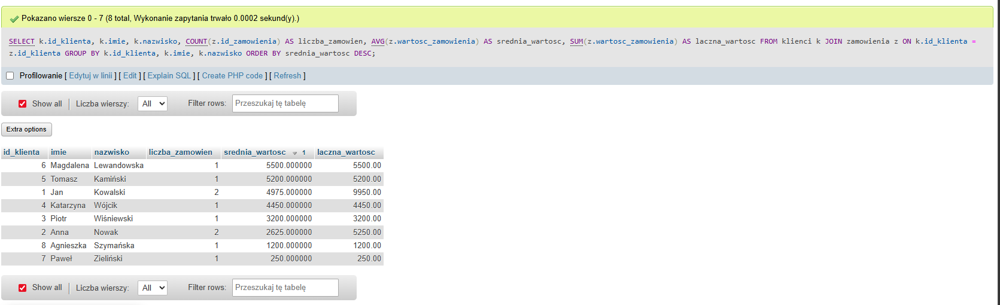 Pokazano wiersze 0 - 7 (8 total, Wykonanie zapytania trwało 0.0002 sekund(y).)
SELECT k.id_klienta, k.imie, k.nazwisko, COUNT(z.id_zamowienia) AS liczba_zamowien, AVG(z.wartosc_zamowienia) AS srednia_wartosc, SUM(z.wartosc_zamowienia) AS laczna_wartosc FROM klienci k JOIN zamowienia z ON k.id_klienta =
z.id_klienta GROUP BY k.id_klienta, k.imie, k.nazwisko ORDER BY srednia_wartosc DESC;
Profilowanie [ Edytuj w linii ] [ Edit ] [ Explain SQL ] [ Create PHP code ] [ Refresh ]
Show all Liczba wierszy: All Filter rows: Przeszukaj tę tabelę
Extra options
id_klienta imie nazwisko liczba_zamowien srednia_wartosc 1 laczna_wartosc
6 Magdalena Lewandowska 1 5500.000000 5500.00
5 Tomasz Kamiński 1 5200.000000 5200.00
1 Jan Kowalski 2 4975.000000 9950.00
4 Katarzyna Wójcik 1 4450.000000 4450.00
3 Piotr Wiśniewski 1 3200.000000 3200.00
2 Anna Nowak 2 2625.000000 5250.00
8 Agnieszka Szymańska 1 1200.000000 1200.00
7 Paweł Zieliński 1 250.000000 250.00
Show all Liczba wierszy: All Filter rows: Przeszukaj tę tabelę